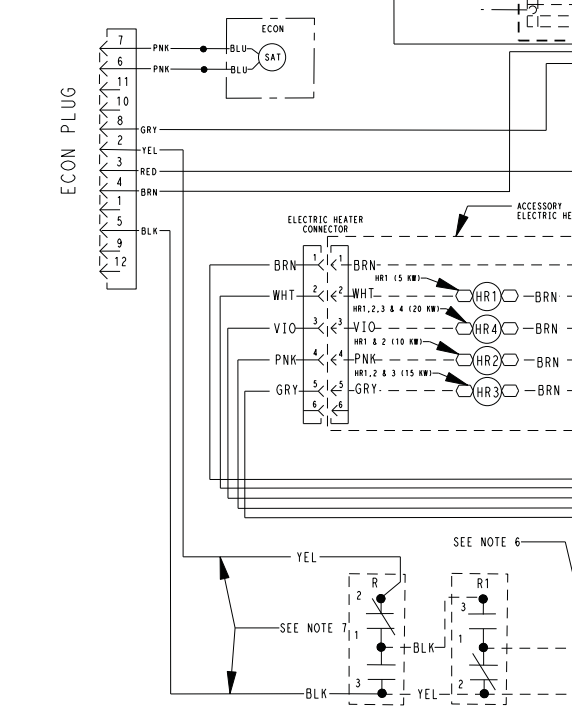 ECON
7 PNK BLU
SAT
6 PNK BLU
11
10
8 GRY
2 YEL
3 RED
4 BRN
1
5 BLK
9
12
ECON PLUG
ACCESSORY
ELECTRIC HE
ELECTRIC HEATER
CONNECTOR
BRN 1 1 BRN
HR1 (5 KW)
WHT 2 2 WHT HR1 BRN
HR1,2,3 & 4 (20 KW)
VIO 3 3 VIO HR4 BRN
HR1 & 2 (10 KW)
PNK 4 4 PNK HR2 BRN
HR1,2 & 3 (15 KW)
GRY 5 5 GRY HR3 BRN
6 6
SEE NOTE 6
YEL
R R1
2 3
SEE NOTE 7
1 BLK 1
3 2
BLK YEL